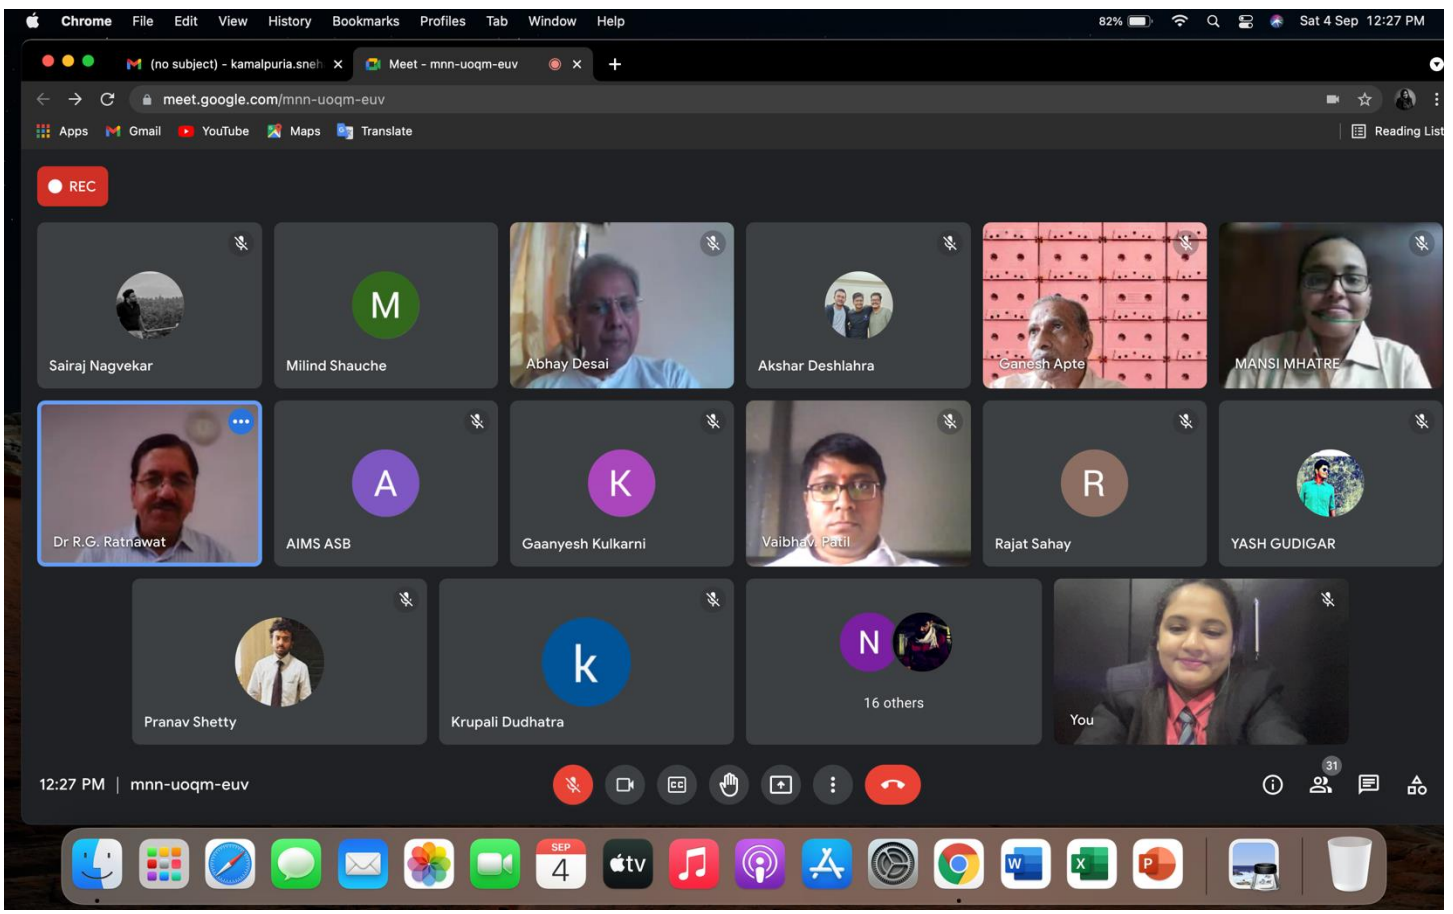 Chrome File Edit View History Bookmarks Profiles Tab Window Help 82% Sat 4 Sep 12:27 PM
(no subject) - kamalpuria.sneh Meet - mnn-uoqm-euv
meet.google.com/mnn-uoqm-euv
Apps Gmail YouTube Maps Translate Reading List
REC
M
Sairaj Nagvekar Milind Shauche Abhay Desai Akshar Deshlahra Ganesh Apte MANSI MHATRE
A K R
Dr R.G. Ratnawat AIMS ASB Gaanyesh Kulkarni Vaibhav. Patil Rajat Sahay YASH GUDIGAR
k N
16 others
Pranav Shetty Krupali Dudhatra You
31
12:27 PM | mnn-uoqm-euv CC
SEP
4 tv W X P